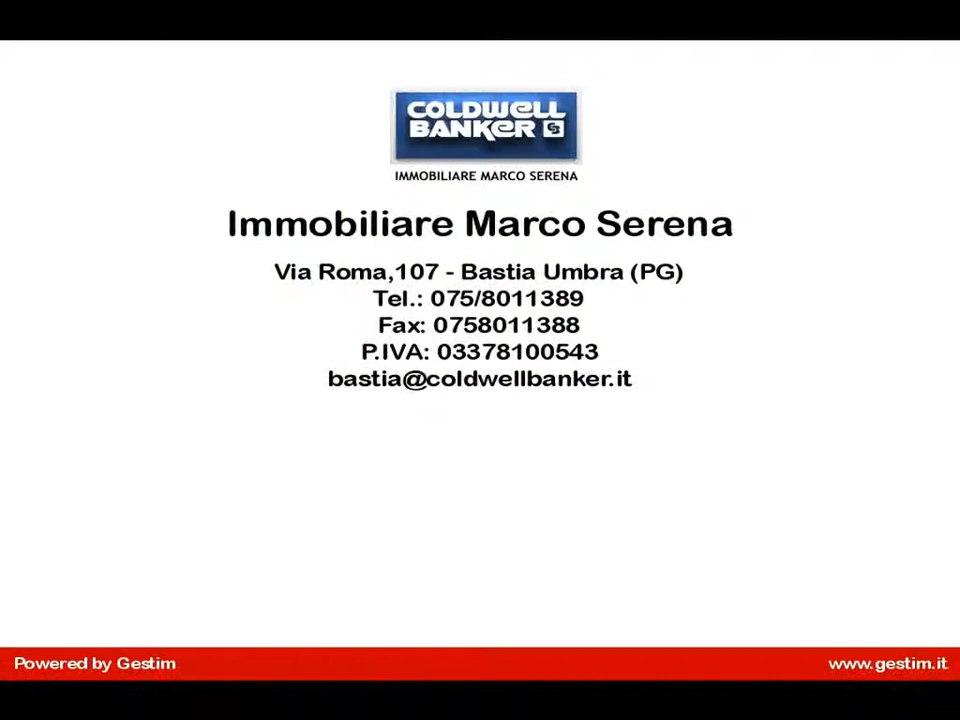 COLDWELL
BANKER CB
IMMOBILIARE MARCO SERENA
Immobiliare Marco Serena
Via Roma,107 - Bastia Umbra (PG)
Tel.: 075/8011389
Fax: 0758011388
P.IVA: 03378100543
bastia@coldwellbanker.it
Powered by Gestim
www.gestim.it